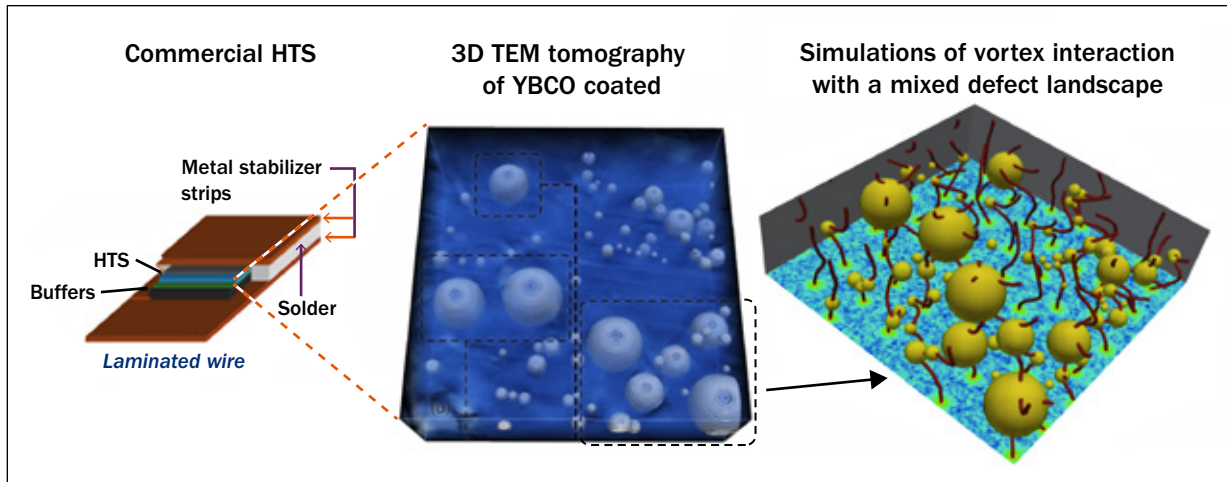 Commercial HTS
Metal stabilizer
strips
HTS
Buffers
Solder
Laminated wire
3D TEM tomography
of YBCO coated
(a)
Simulations of vortex interaction
with a mixed defect landscape